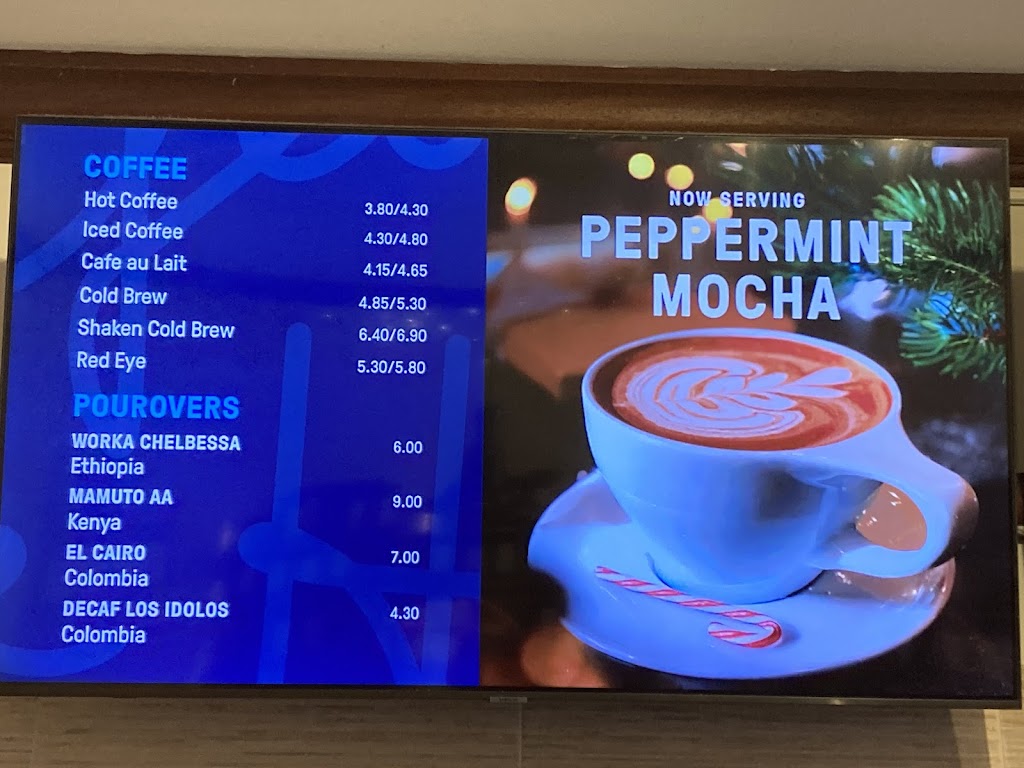 COFFEE
Hot Coffee 3.80/4.30
Iced Coffee 4.30/4.80
Cafe au Lait 4.15/4.65
Cold Brew 4.85/5.30
Shaken Cold Brew 6.40/6.90
Red Eye 5.30/5.80
POUROVERS
WORKA CHELBESSA 6.00
Ethiopia
MAMUTO AA 9.00
Kenya
EL CAIRO 7.00
Colombia
DECAF LOS IDOLOS 4.30
Colombia
NOW SERVING
PEPPERMINT
MOCHA